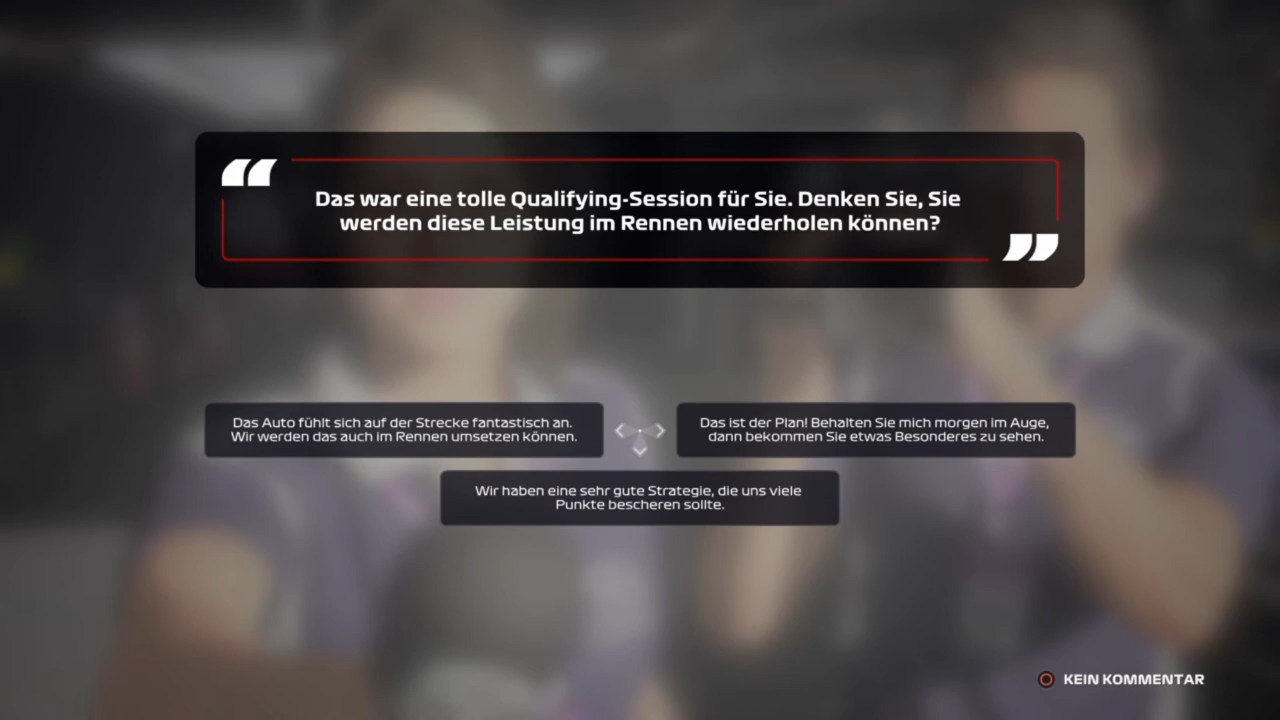 Das war eine tolle Qualifying-Session für Sie. Denken Sie, Sie
werden diese Leistung im Rennen wiederholen können?
Das Auto fühlt sich auf der Strecke fantastisch an.
Wir werden das auch im Rennen umsetzen können.
Das ist der Plan! Behalten Sie mich morgen im Auge,
dann bekommen Sie etwas Besonderes zu sehen.
Wir haben eine sehr gute Strategie, die uns viele
Punkte bescheren sollte.
KEIN KOMMENTAR